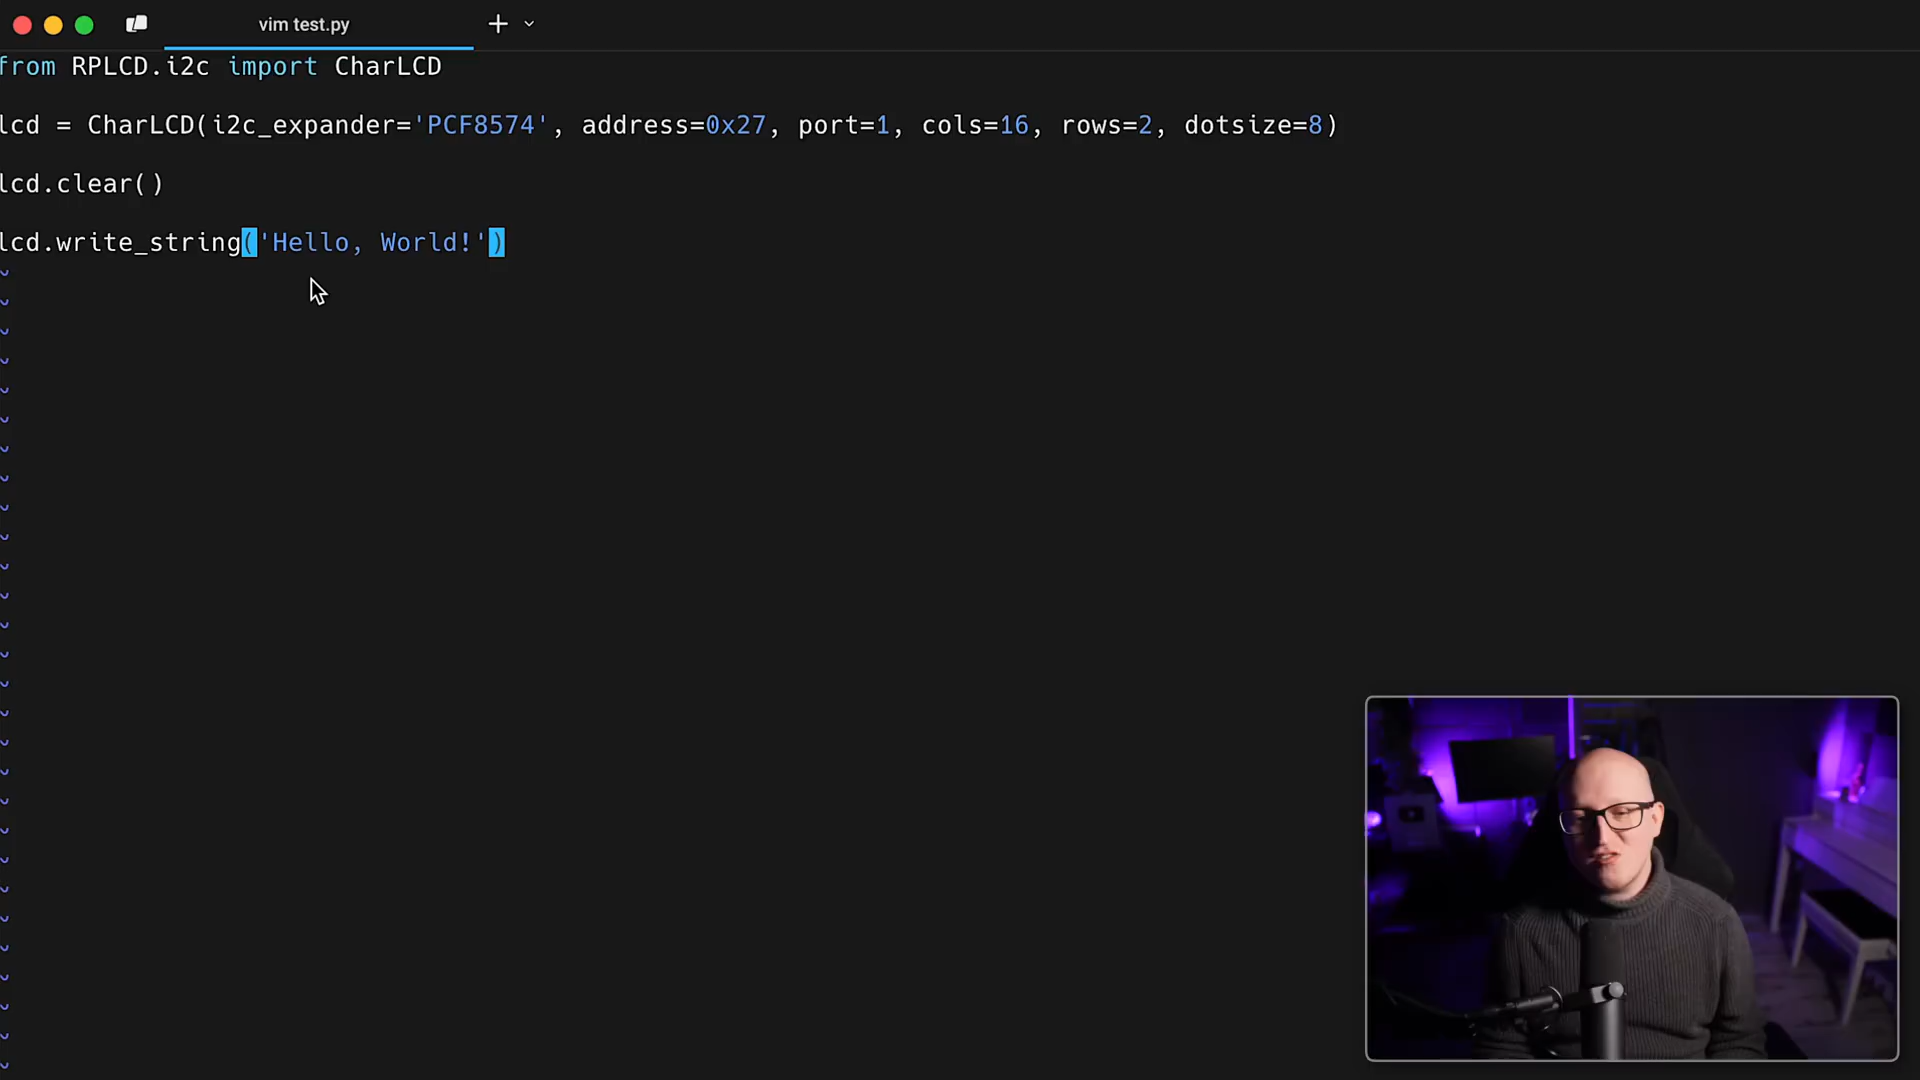 vim test.py
from RPLCD.i2c import CharLCD
lcd = CharLCD(i2c_expander='PCF8574', address=0x27, port=1, cols=16, rows=2, dotsize=8)
lcd.clear()
lcd.write_string('Hello, World!')